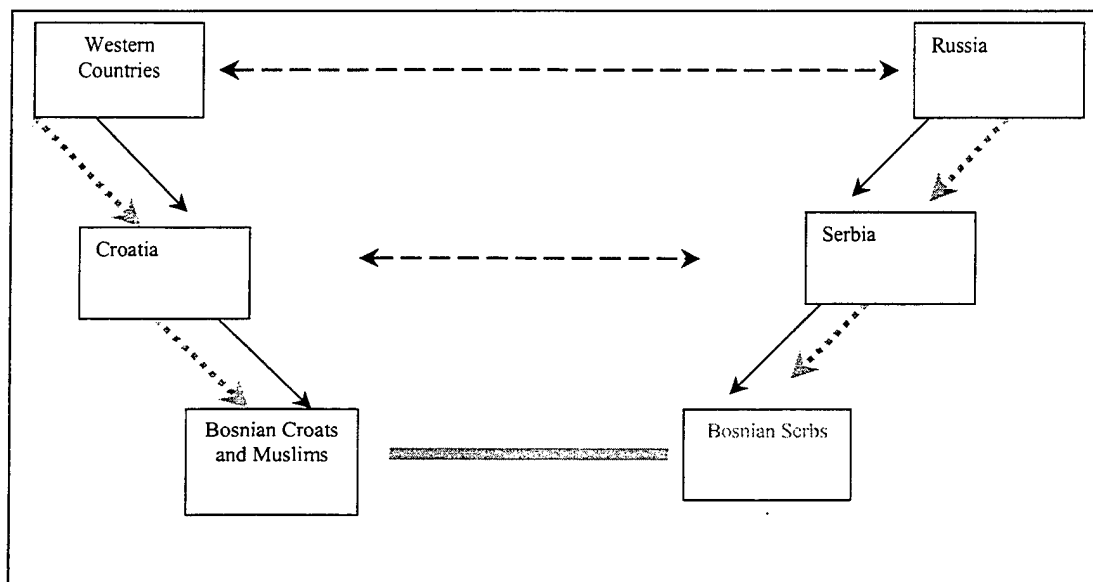 Western
Countries
Russia
Croatia
Serbia
Bosnian Croats
and Muslims
Bosnian Serbs